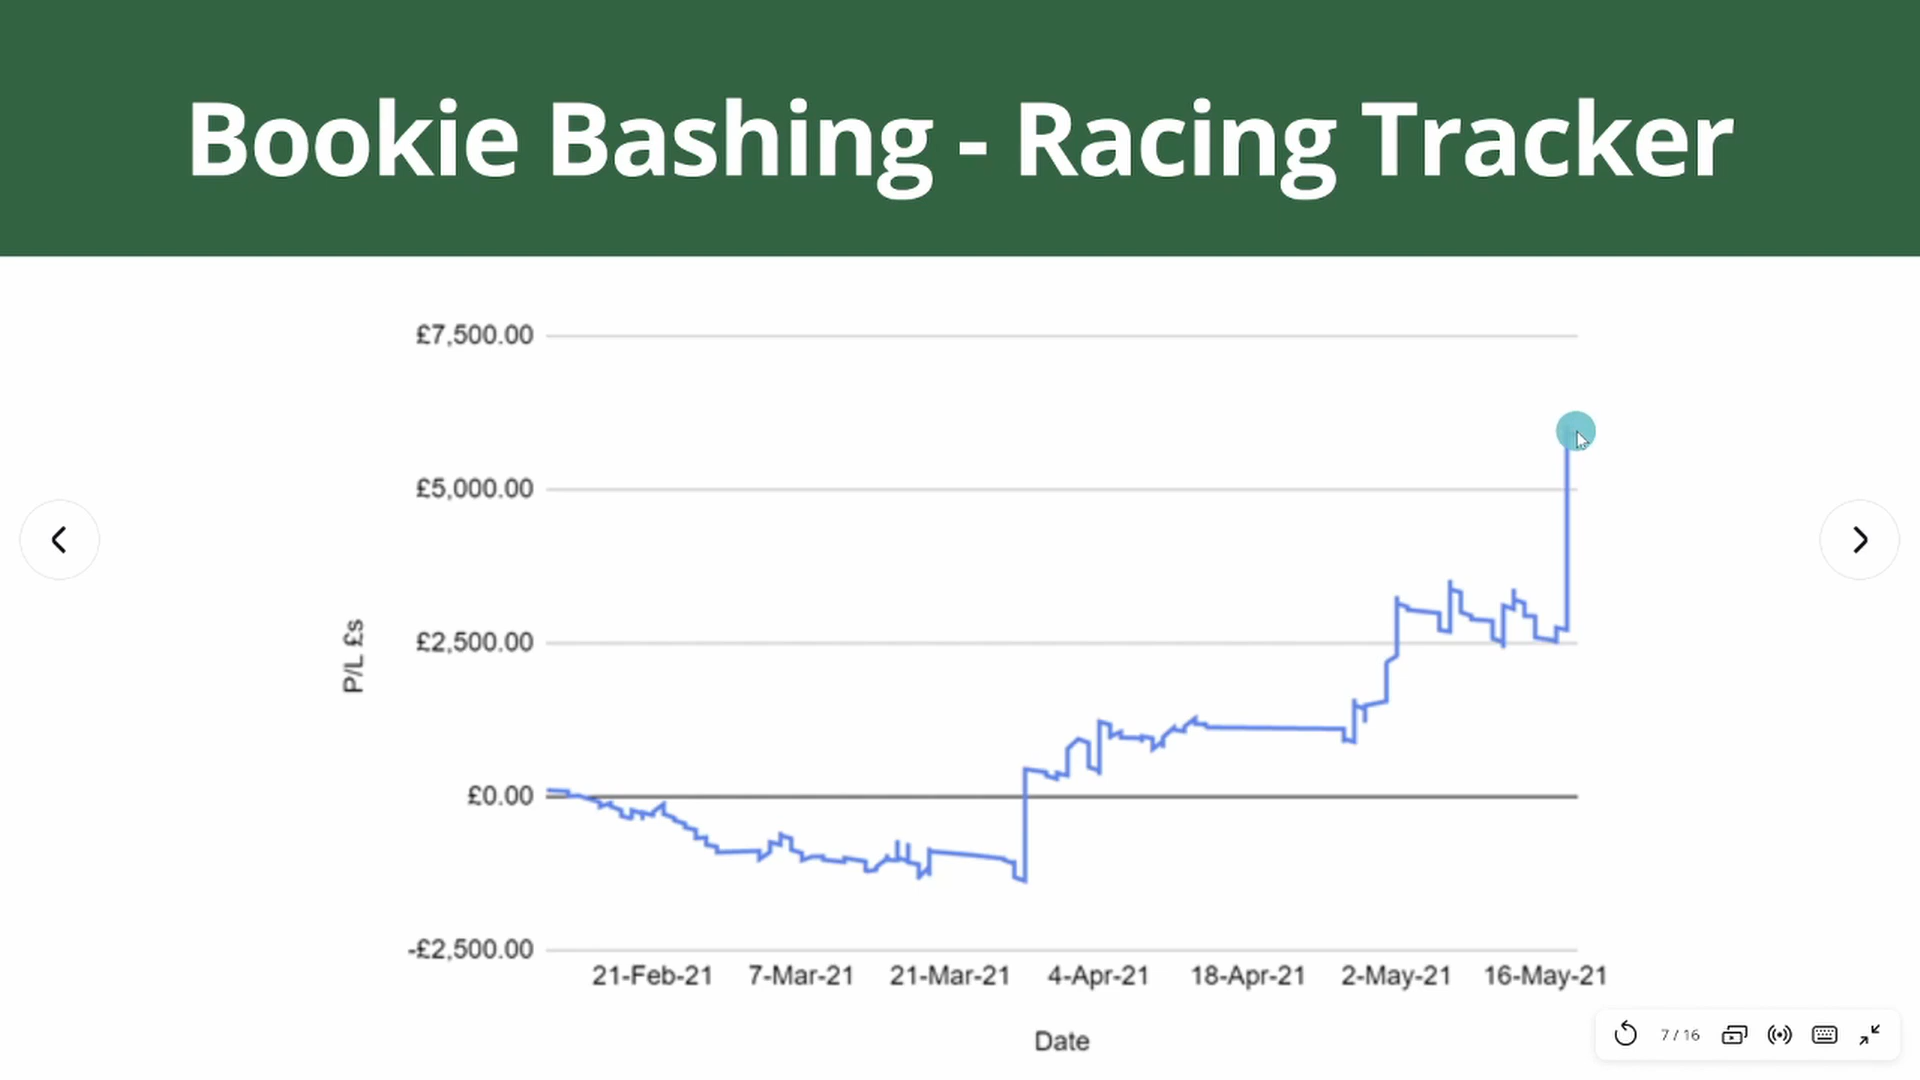 Bookie Bashing - Racing Tracker
£7,500.00
£5,000.00
£2,500.00
£0.00
-£2,500.00
P/L £s
21-Feb-21 7-Mar-21 21-Mar-21 4-Apr-21 18-Apr-21 2-May-21 16-May-21
Date
7 / 16